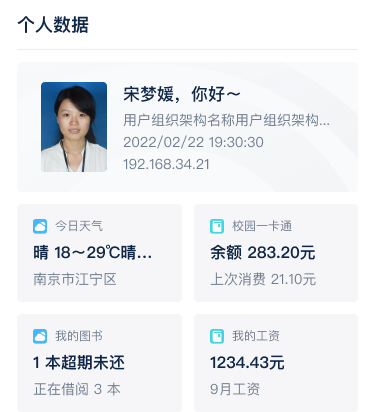 个人数据
宋梦媛，你好～
用户组织架构名称用户组织架构...
2022/02/22 19:30:30
192.168.34.21
今日天气
校园一卡通
晴 18～29℃晴...
余额 283.20元
南京市江宁区
上次消费 21.10元
我的图书
我的工资
1 本超期未还
1234.43元
正在借阅 3 本
9月工资